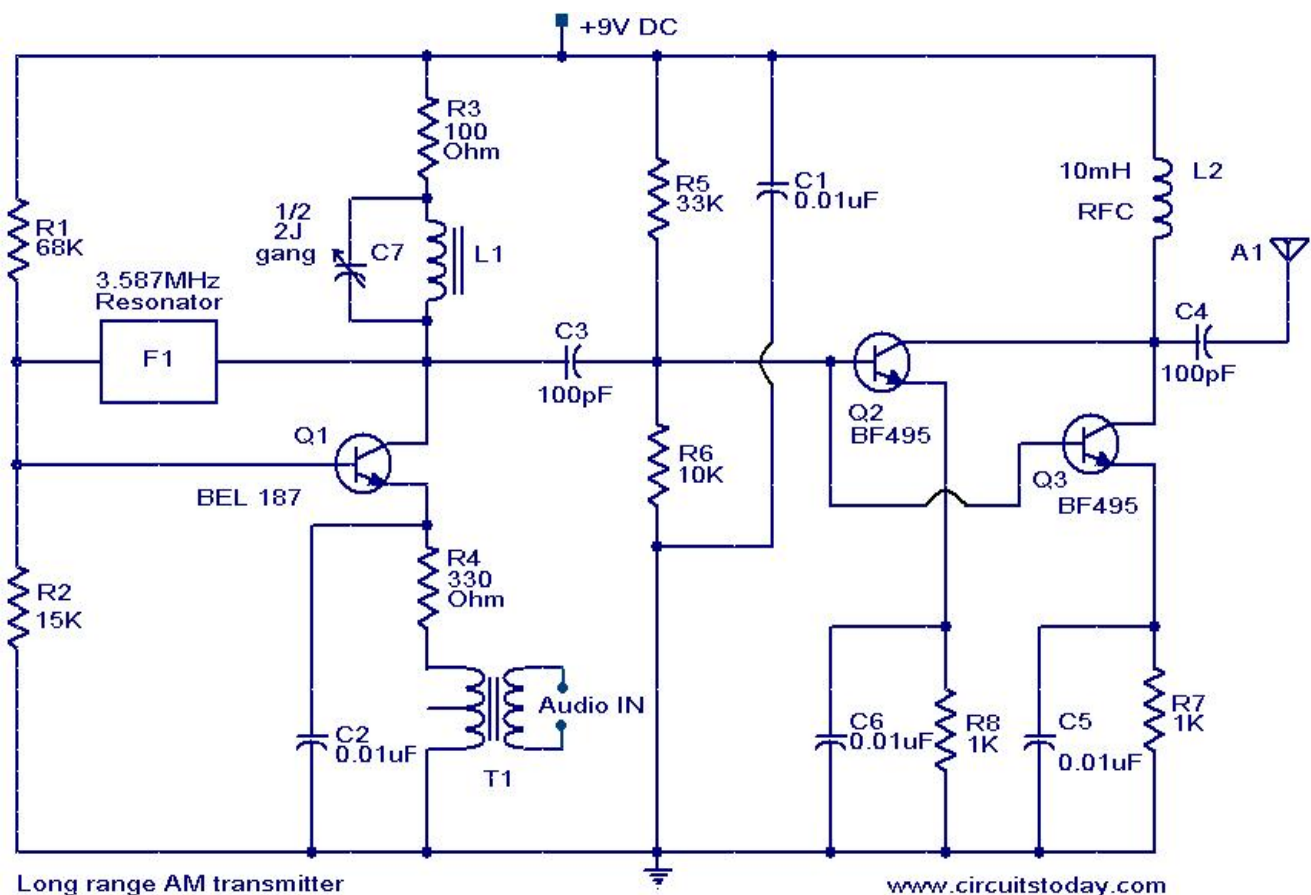 +9V DC
R3
100
Ohm
R1
68K
1/2
2J
gang
C7
L1
R5
33K
C1
0.01uF
10mH
RFC
L2
A1
3.587MHz
Resonator
F1
C3
100pF
C4
100pF
Q1
BEL 187
Q2
BF495
R6
10K
Q3
BF495
R2
15K
R4
330
Ohm
Audio IN
T1
C2
0.01uF
C6
0.01uF
R8
1K
C5
0.01uF
R7
1K
Long range AM transmitter
www.circuitstoday.com